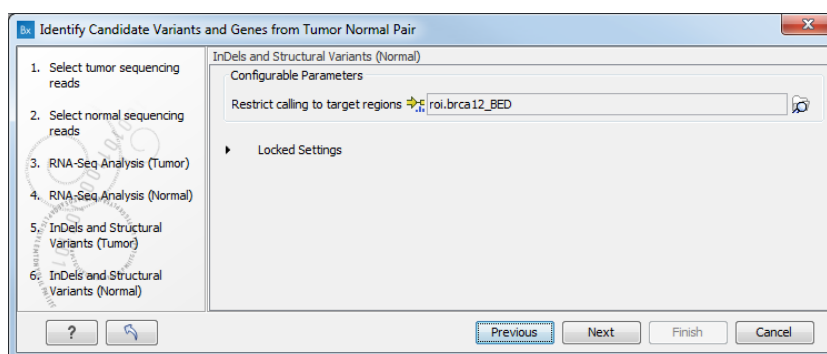 Bx Identify Candidate Variants and Genes from Tumor Normal Pair
1. Select tumor sequencing
reads
2. Select normal sequencing
reads
3. RNA-Seq Analysis (Tumor)
4. RNA-Seq Analysis (Normal)
5. InDels and Structural
Variants (Tumor)
6. InDels and Structural
Variants (Normal)
InDels and Structural Variants (Normal)
Configurable Parameters
Restrict calling to target regions roi.brca12_BED
Locked Settings
? Previous Next Finish Cancel